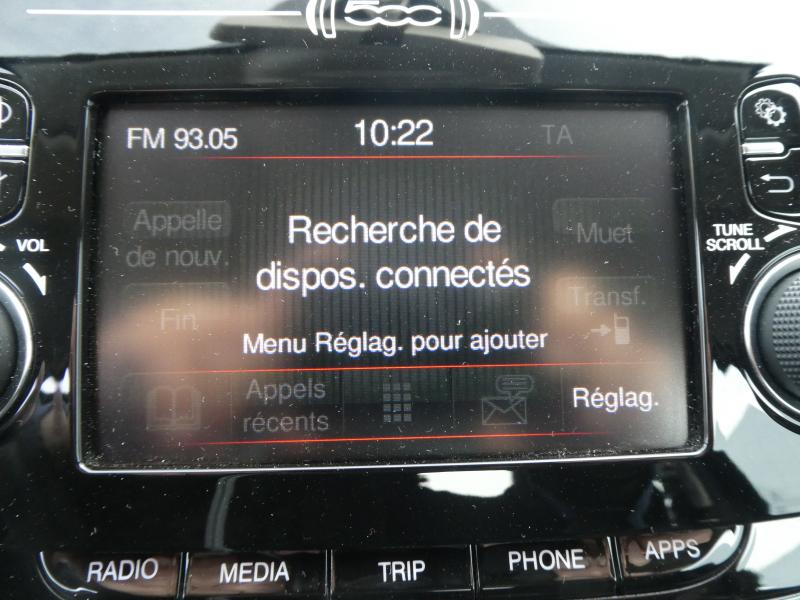 500
FM 93.05 10:22 TA
Appelle
de nouv.
Recherche de
dispos. connectés
Muet
VOL
TUNE
SCROLL
Fin
Transf.
Menu Réglag. pour ajouter
Appels
récents
Réglag.
RADIO MEDIA TRIP PHONE APPS